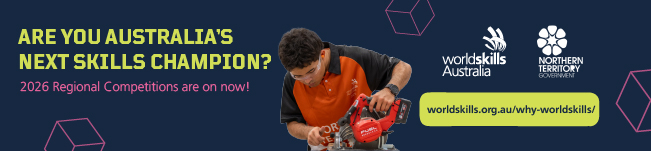 ARE YOU AUSTRALIA'S
NEXT SKILLS CHAMPION?
2026 Regional Competitions are on now!
worldskills
Australia
NORTHERN
TERRITORY
GOVERNMENT
worldskills.org.au/why-worldskills/
FUEL